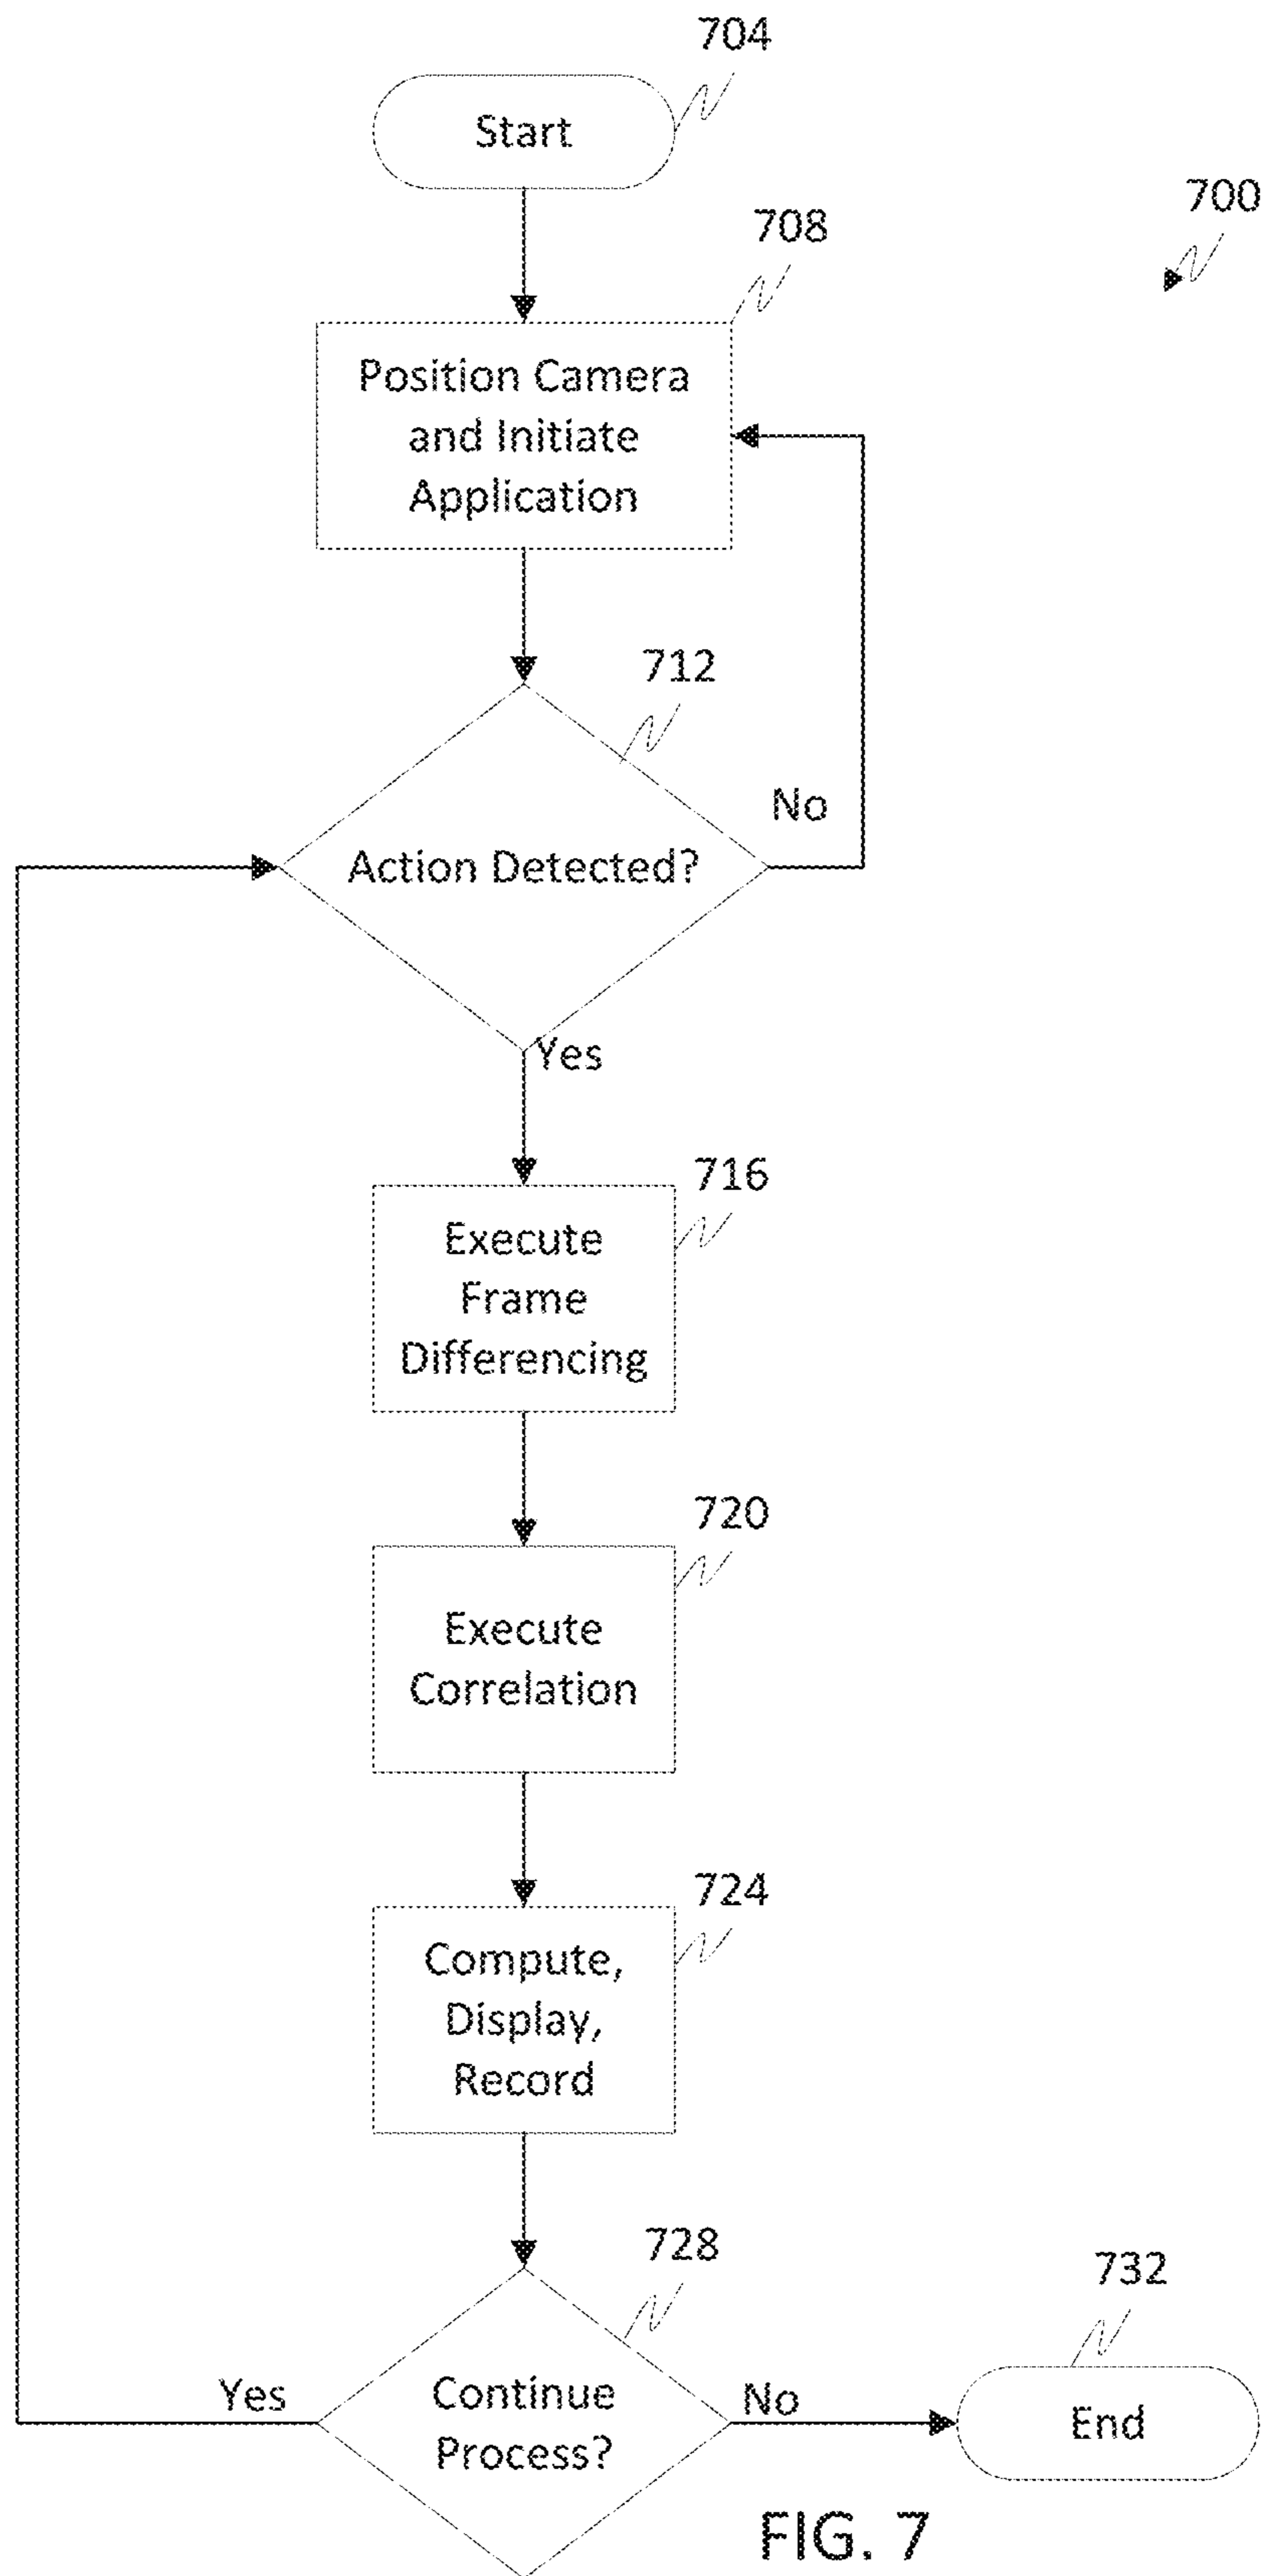 704
Start
700
708
Position Camera
and Initiate
Application
712
No
Action Detected?
Yes
716
Execute
Frame
Differencing
720
Execute
Correlation
724
Compute,
Display,
Record
728
732
Yes
Continue
Process?
No
End
FIG. 7